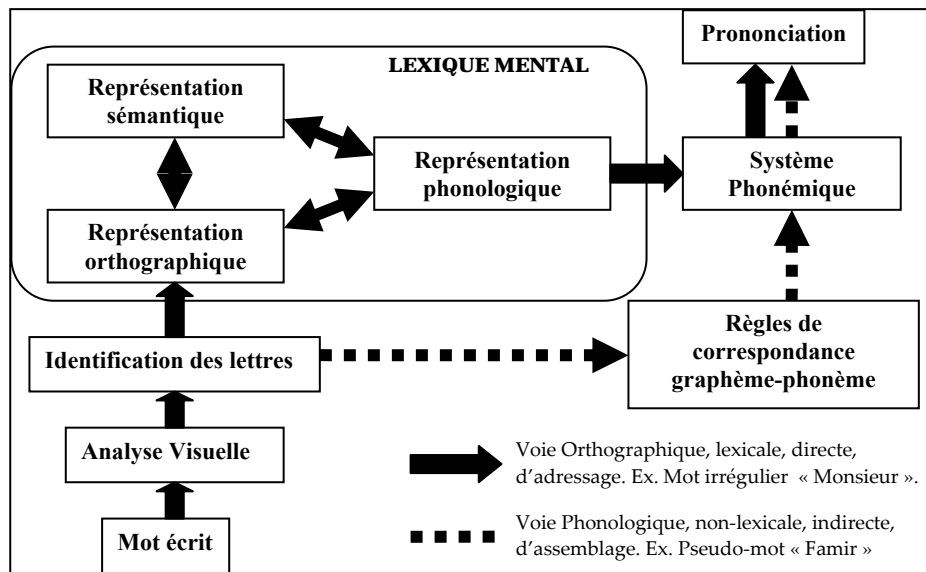 Prononciation
LEXIQUE MENTAL
Représentation
sémantique
Représentation
phonologique
Système
Phonémique
Représentation
orthographique
Identification des lettres
Règles de
correspondance
graphème-phonème
Analyse Visuelle
Mot écrit
Voie Orthographique, lexicale, directe,
d’adressage. Ex. Mot irrégulier « Monsieur ».
Voie Phonologique, non-lexicale, indirecte,
d’assemblage. Ex. Pseudo-mot « Famir »